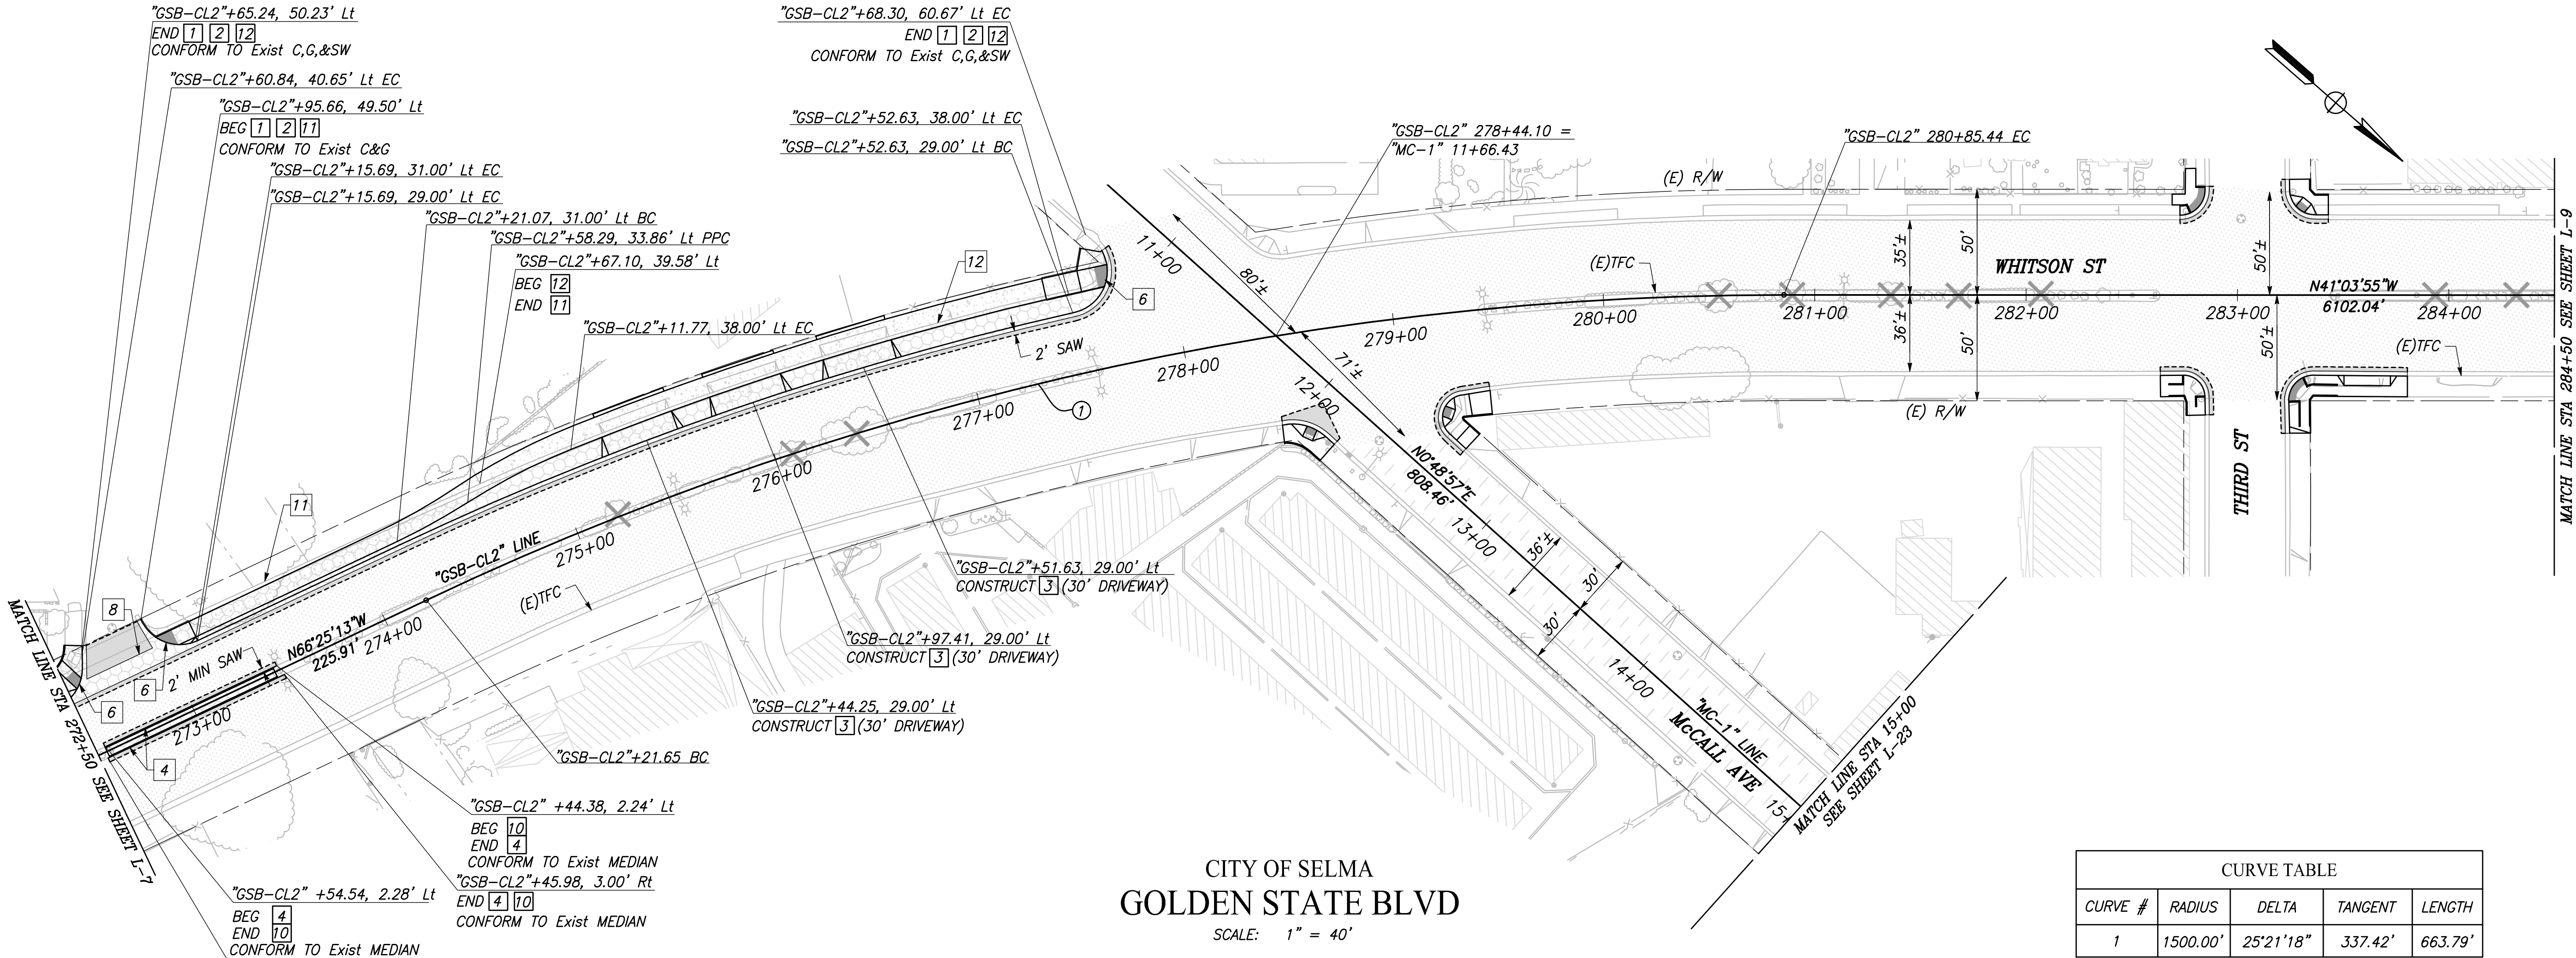 "GSB-CL2"+65.24, 50.23' Lt
END 1 2 12
CONFORM TO Exist C,G,&SW
"GSB-CL2"+60.84, 40.65' Lt EC
"GSB-CL2"+95.66, 49.50' Lt
BEG 1 2 11
CONFORM TO Exist C&G
"GSB-CL2"+15.69, 31.00' Lt EC
"GSB-CL2"+15.69, 29.00' Lt EC
"GSB-CL2"+21.07, 31.00' Lt BC
"GSB-CL2"+58.29, 33.86' Lt PPC
"GSB-CL2"+67.10, 39.58' Lt
BEG 12
END 11
"GSB-CL2"+11.77, 38.00' Lt EC
"GSB-CL2"+68.30, 60.67' Lt EC
END 1 2 12
CONFORM TO Exist C,G,&SW
"GSB-CL2"+52.63, 38.00' Lt EC
"GSB-CL2"+52.63, 29.00' Lt BC
"GSB-CL2" 278+44.10 =
"MC-1" 11+66.43
"GSB-CL2" 280+85.44 EC
(E) R/W
(E)TFC
WHITSON ST
35'±
50'
36'±
50'
50'±
50'±
N41°03'55"W
6102.04'
(E)TFC
(E) R/W
THIRD ST
MATCH LINE STA 284+50 SEE SHEET L-9
11+00
80'±
71'±
12+00
12
6
2' SAW
1
278+00
279+00
280+00
281+00
282+00
283+00
284+00
277+00
276+00
275+00
274+00
273+00
11
8
6
6
4
2' MIN SAW
"GSB-CL2" LINE
N66°25'13"W
225.91'
(E)TFC
MATCH LINE STA 272+50 SEE SHEET L-7
N0°48'57"E
808.46'
13+00
36'±
30'
30'
14+00
"MC-1" LINE
McCALL AVE
15+
MATCH LINE STA 15+00
SEE SHEET L-23
"GSB-CL2"+51.63, 29.00' Lt
CONSTRUCT 3 (30' DRIVEWAY)
"GSB-CL2"+97.41, 29.00' Lt
CONSTRUCT 3 (30' DRIVEWAY)
"GSB-CL2"+44.25, 29.00' Lt
CONSTRUCT 3 (30' DRIVEWAY)
"GSB-CL2"+21.65 BC
"GSB-CL2" +44.38, 2.24' Lt
BEG 10
END 4
CONFORM TO Exist MEDIAN
"GSB-CL2"+45.98, 3.00' Rt
END 4 10
CONFORM TO Exist MEDIAN
"GSB-CL2" +54.54, 2.28' Lt
BEG 4
END 10
CONFORM TO Exist MEDIAN
CITY OF SELMA
GOLDEN STATE BLVD
SCALE: 1" = 40'
CURVE TABLE
CURVE # RADIUS DELTA TANGENT LENGTH
1 1500.00' 25°21'18" 337.42' 663.79'